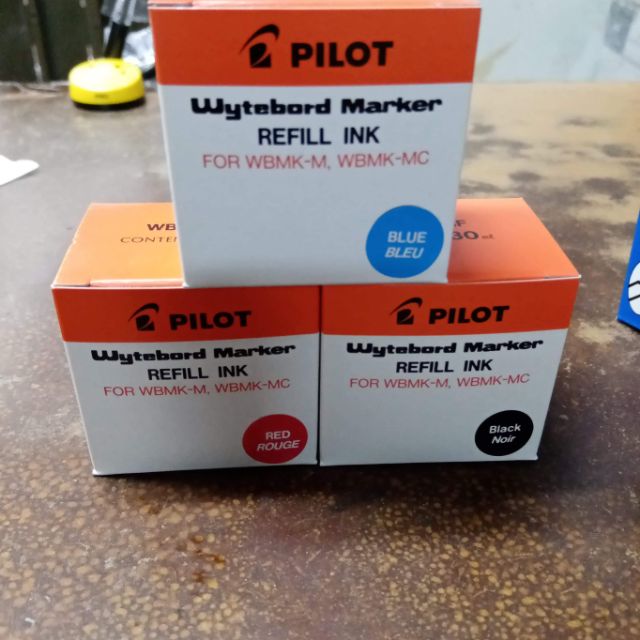 PILOT
Wytebord Marker
REFILL INK
FOR WBMK-M, WBMK-MC
BLUE
BLEU
WB
CONTEN
PILOT
Wytebord Marker
REFILL INK
FOR WBMK-M, WBMK-MC
RED
ROUGE
F
30 ml
PILOT
Wytebord Marker
REFILL INK
FOR WBMK-M, WBMK-MC
Black
Noir